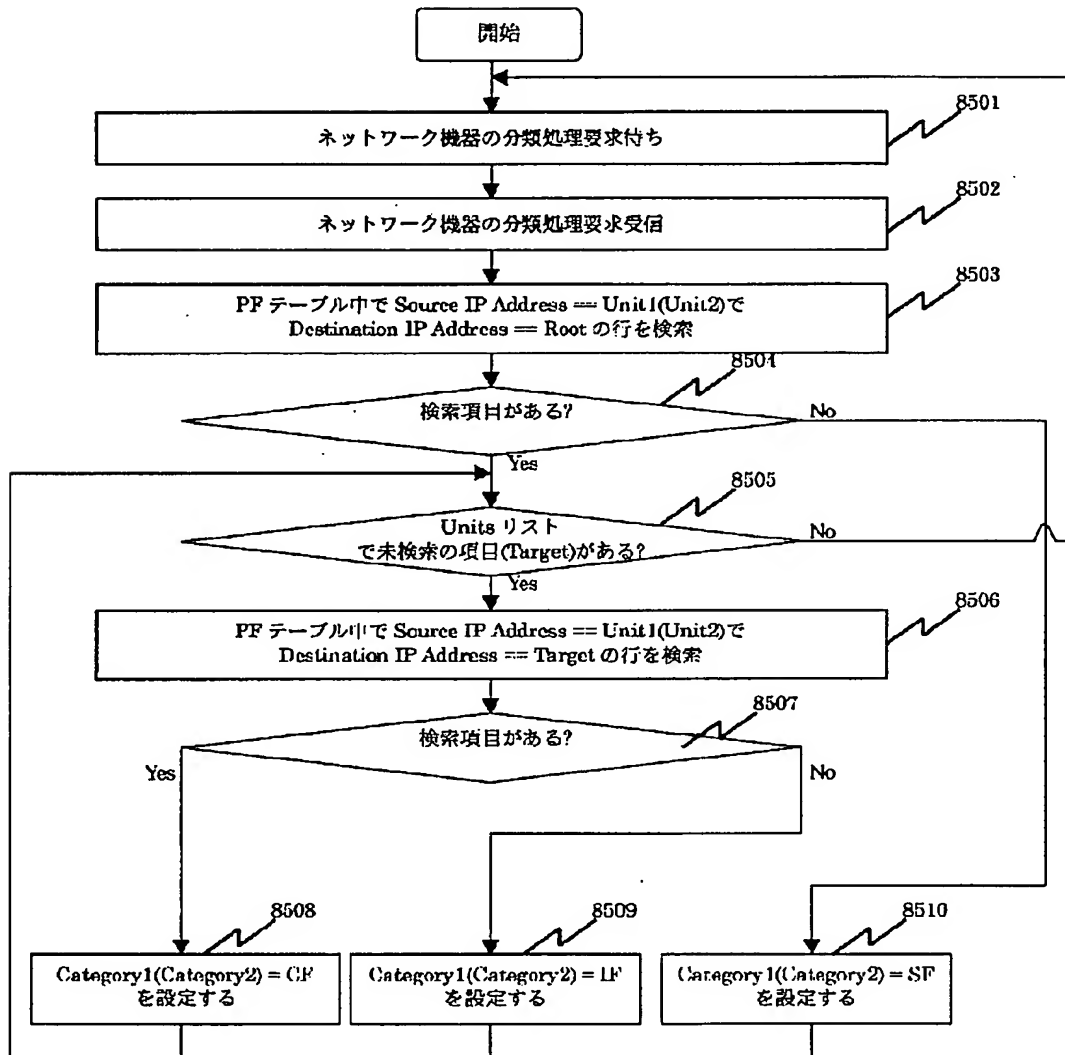 開始
8501
ネットワーク機器の分類処理要求待ち
8502
ネットワーク機器の分類処理要求受信
8503
PF テーブル中で Source IP Address == Unit1(Unit2)で
Destination IP Address == Root の行を検索
8504
検索項目がある?
No
Yes
8505
Units リスト
で未検索の項目(Target)がある?
No
Yes
8506
PF テーブル中で Source IP Address == Unit1(Unit2)で
Destination IP Address == Target の行を検索
8507
検索項目がある?
Yes
No
8508
Category1(Category2) = CF
を設定する
8509
Category1(Category2) = IF
を設定する
8510
Category1(Category2) = SF
を設定する